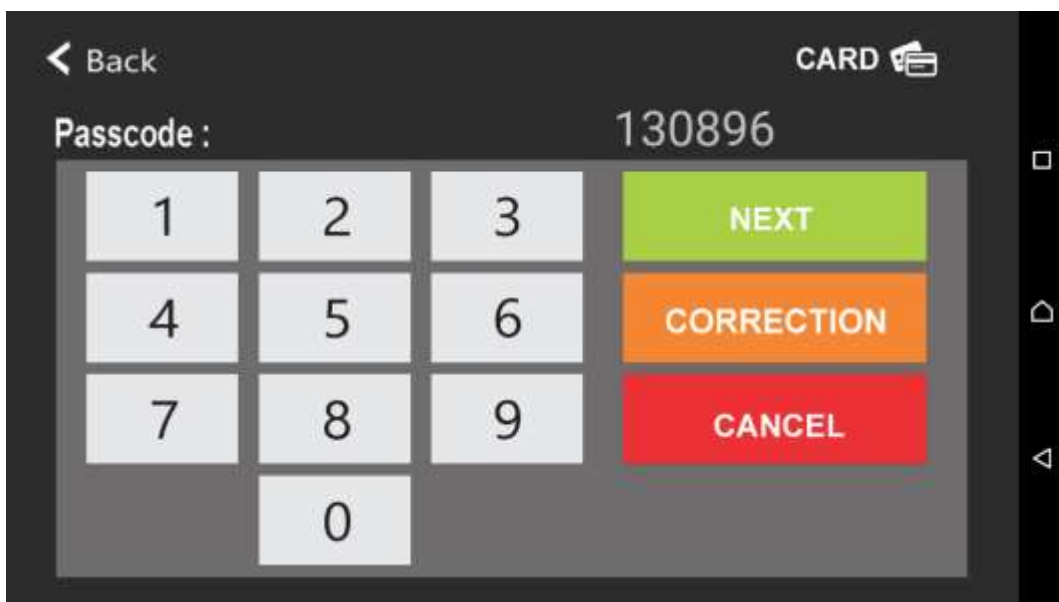 Back
CARD
Passcode :
130896
1 2 3 NEXT
4 5 6 CORRECTION
7 8 9 CANCEL
0